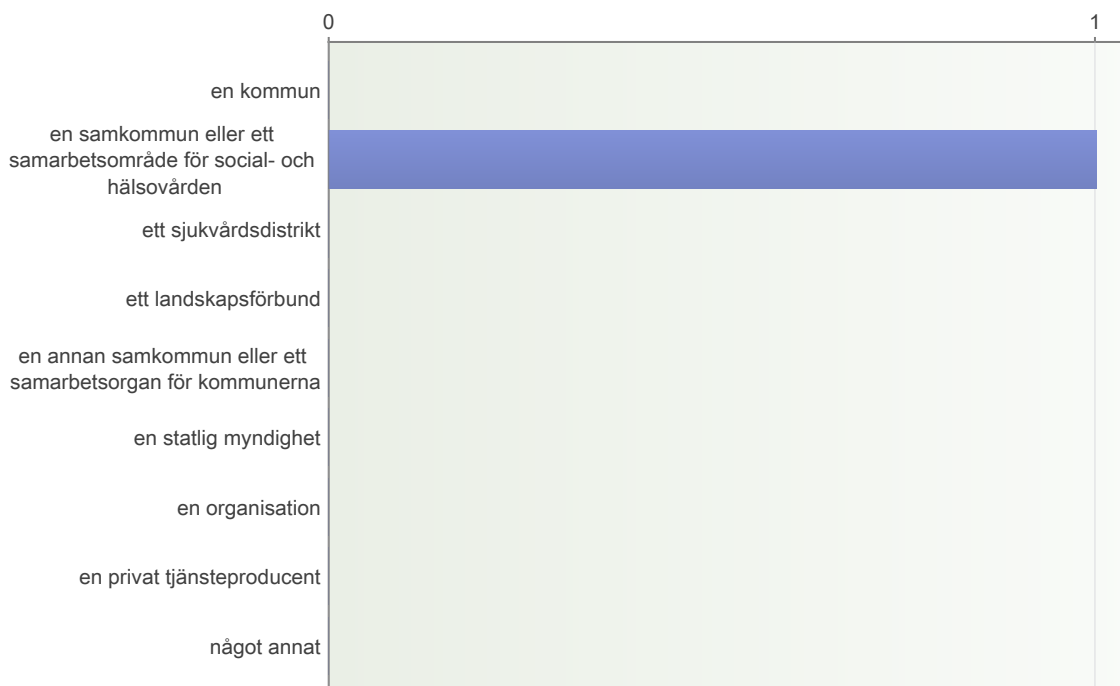 0 1
en kommun
en samkommun eller ett
samarbetsområde för social- och
hälsovården
ett sjukvårdsdistrikt
ett landskapsförbund
en annan samkommun eller ett
samarbetsorgan för kommunerna
en statlig myndighet
en organisation
en privat tjänsteproducent
något annat